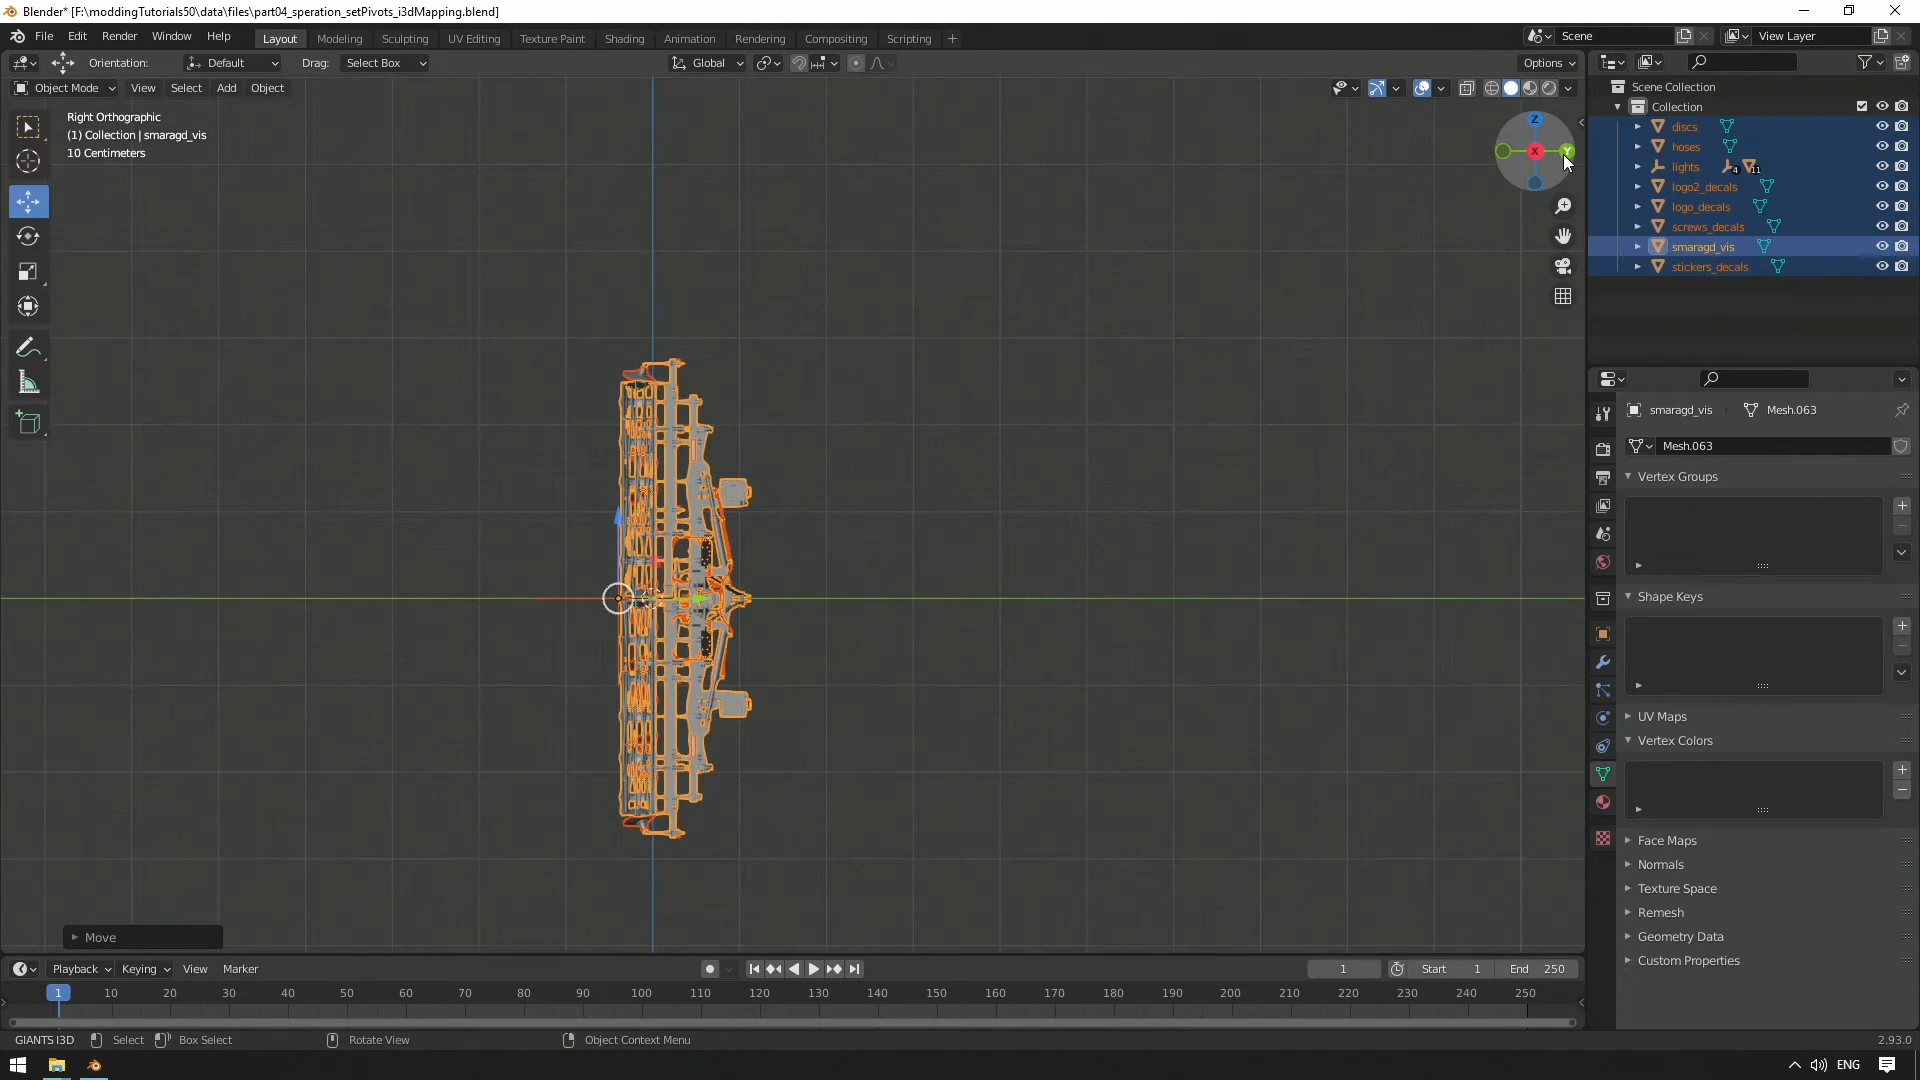 Blender* [F:\moddingTutorials50\data\files\part04_speration_setPivots_i3dMapping.blend]
File Edit Render Window Help Layout Modeling Sculpting UV Editing Texture Paint Shading Animation Rendering Compositing Scripting + Scene View Layer
Orientation: Default Drag: Select Box Global Options
Object Mode View Select Add Object
Right Orthographic
(1) Collection | smaragd_vis
10 Centimeters
Z
X
Y
Move
Scene Collection
Collection
discs
hoses
lights 4 11
logo2_decals
logo_decals
screws_decals
smaragd_vis
stickers_decals
smaragd_vis Mesh.063
Mesh.063
Vertex Groups
Shape Keys
UV Maps
Vertex Colors
Face Maps
Normals
Texture Space
Remesh
Geometry Data
Custom Properties
Playback Keying View Marker 1 Start 1 End 250
1 10 20 30 40 50 60 70 80 90 100 110 120 130 140 150 160 170 180 190 200 210 220 230 240 250
GIANTS I3D Select Box Select Rotate View Object Context Menu 2.93.0
ENG